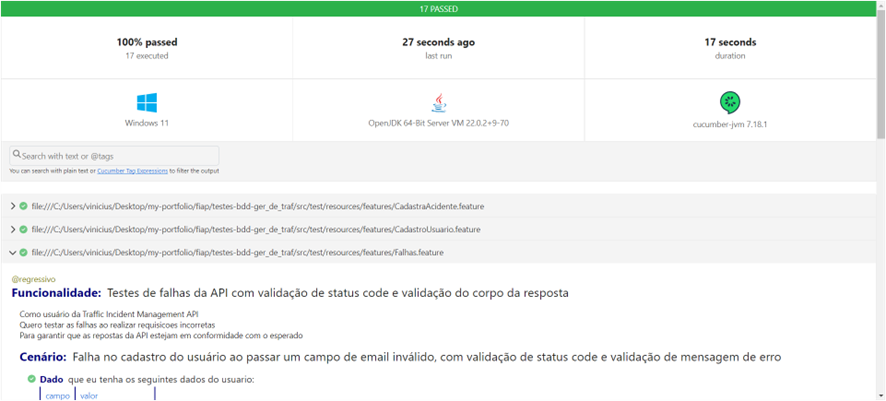 17 PASSED
100% passed
17 executed
27 seconds ago
last run
17 seconds
duration
Windows 11
OpenJDK 64-Bit Server VM 22.0.2+9-70
cucumber-jvm 7.18.1
Search with text or @tags
You can search with plain text or Cucumber Tag Expressions to filter the output
file:///C:/Users/vinicius/Desktop/my-portfolio/fiap/testes-bdd-ger_de_traf/src/test/resources/features/CadastraAcidente.feature
file:///C:/Users/vinicius/Desktop/my-portfolio/fiap/testes-bdd-ger_de_traf/src/test/resources/features/CadastroUsuario.feature
file:///C:/Users/vinicius/Desktop/my-portfolio/fiap/testes-bdd-ger_de_traf/src/test/resources/features/Falhas.feature
@regressivo
Funcionalidade: Testes de falhas da API com validação de status code e validação do corpo da resposta
Como usuário da Traffic Incident Management API
Quero testar as falhas ao realizar requisicoes incorretas
Para garantir que as repostas da API estejam em conformidade com o esperado
Cenário: Falha no cadastro do usuário ao passar um campo de email inválido, com validação de status code e validação de mensagem de erro
Dado que eu tenha os seguintes dados do usuario:
campo valor